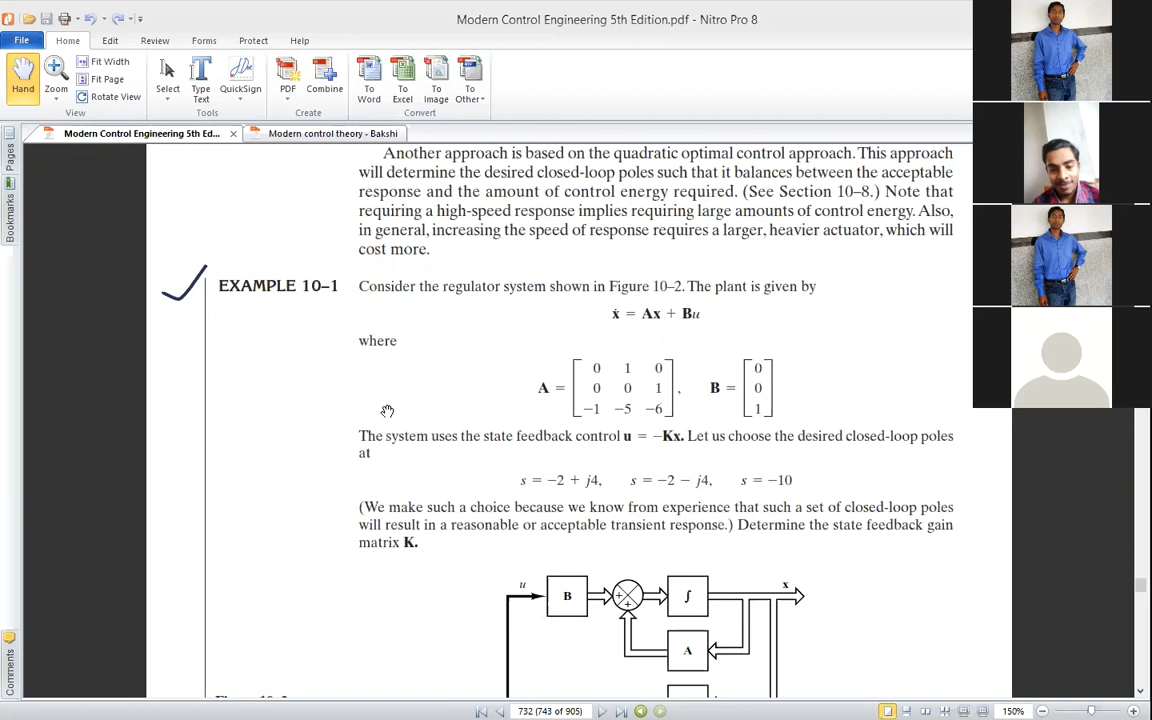 Modern Control Engineering 5th Edition.pdf - Nitro Pro 8
File Home Edit Review Forms Protect Help
Hand
Zoom
Fit Width
Fit Page
Rotate View
View
Select
Type Text
QuickSign
Tools
PDF
Combine
Create
To Word
To Excel
To Image
To Other
Convert
Modern Control Engineering 5th Ed... × Modern control theory - Bakshi
Pages
Bookmarks
Comments
Another approach is based on the quadratic optimal control approach. This approach
will determine the desired closed-loop poles such that it balances between the acceptable
response and the amount of control energy required. (See Section 10–8.) Note that
requiring a high-speed response implies requiring large amounts of control energy. Also,
in general, increasing the speed of response requires a larger, heavier actuator, which will
cost more.
EXAMPLE 10–1 Consider the regulator system shown in Figure 10–2. The plant is given by
ẋ = Ax + Bu
where
A = [0 1 0
0 0 1
−1 −5 −6], B = [0
0
1]
The system uses the state feedback control u = −Kx. Let us choose the desired closed-loop poles
at
s = −2 + j4, s = −2 − j4, s = −10
(We make such a choice because we know from experience that such a set of closed-loop poles
will result in a reasonable or acceptable transient response.) Determine the state feedback gain
matrix K.
u B + + ∫ x
A
732 (743 of 905)
150%